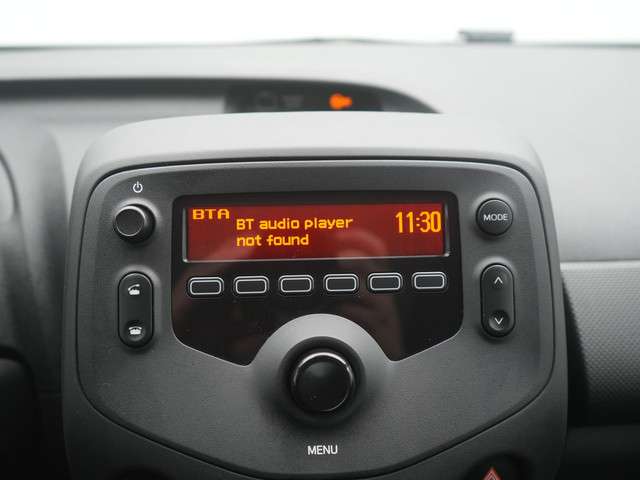 BTA
BT audio player
not found
11:30
MODE
MENU